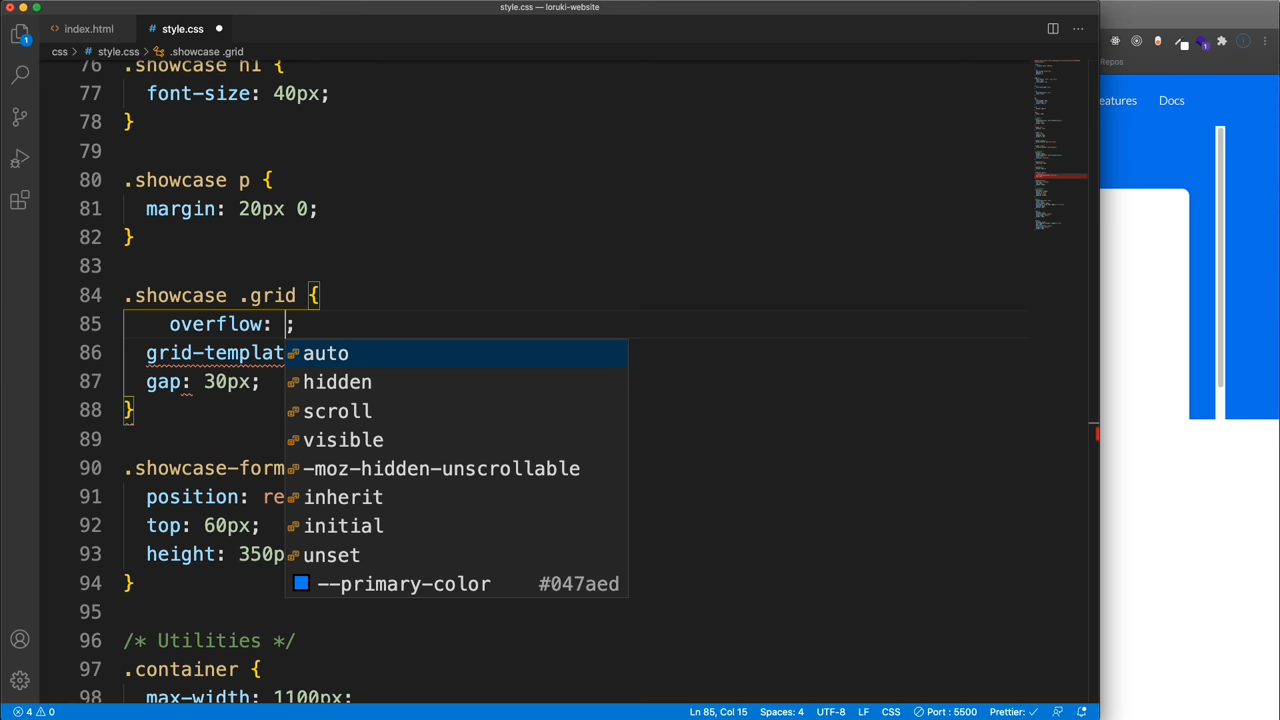 style.css — loruki-website
index.html
style.css
css > style.css > .showcase .grid
76 .showcase h1 {
77 font-size: 40px;
78 }
79
80 .showcase p {
81 margin: 20px 0;
82 }
83
84 .showcase .grid {
85 overflow: ;
86 grid-templat
87 gap: 30px;
88 }
89
90 .showcase-form
91 position: re
92 top: 60px;
93 height: 350p
94 }
95
96 /* Utilities */
97 .container {
98 max-width: 1100px;
auto
hidden
scroll
visible
-moz-hidden-unscrollable
inherit
initial
unset
--primary-color #047aed
1
1
Repos
eatures Docs
4 0 Ln 85, Col 15 Spaces: 4 UTF-8 LF CSS Port : 5500 Prettier: ✓